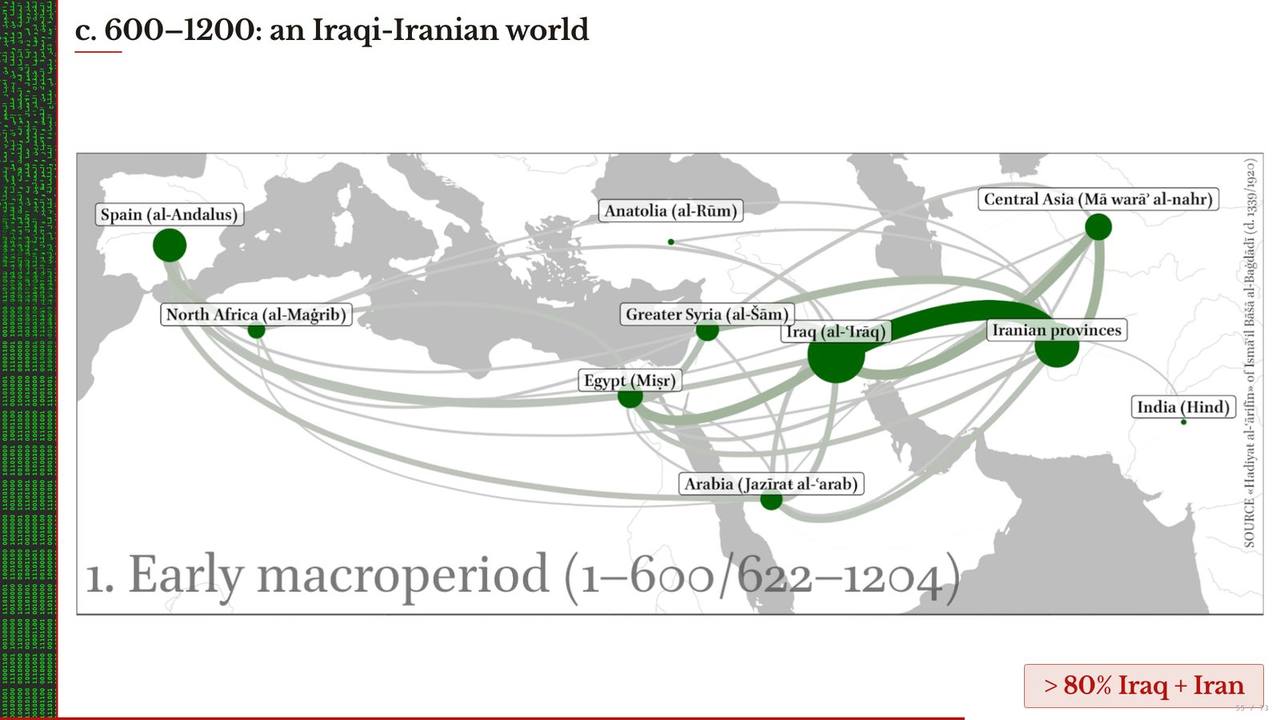 c. 600–1200: an Iraqi-Iranian world
Spain (al-Andalus)
Anatolia (al-Rūm)
Central Asia (Mā warāʾ al-nahr)
North Africa (al-Maġrib)
Greater Syria (al-Šām)
Iraq (al-ʿIrāq)
Iranian provinces
Egypt (Miṣr)
India (Hind)
Arabia (Jazīrat al-ʿarab)
SOURCE «Hadiyat al-ʿārifīn» of Ismāʿīl Bāšā al-Baġdādī (d. 1339/1920)
1. Early macroperiod (1–600/622–1204)
> 80% Iraq + Iran
55 / 73